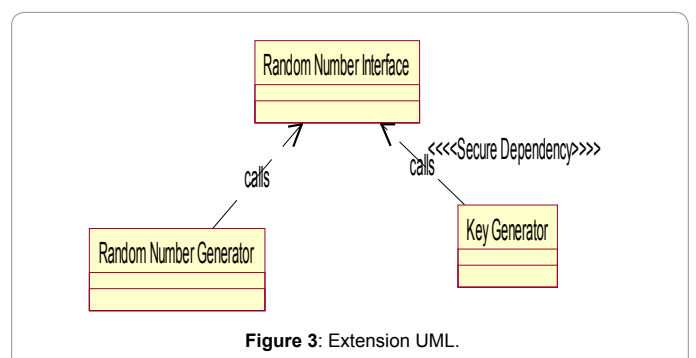 Random Number Interface
<<<<Secure Dependency>>>>
calls
calls
Random Number Generator
Key Generator
Figure 3: Extension UML.